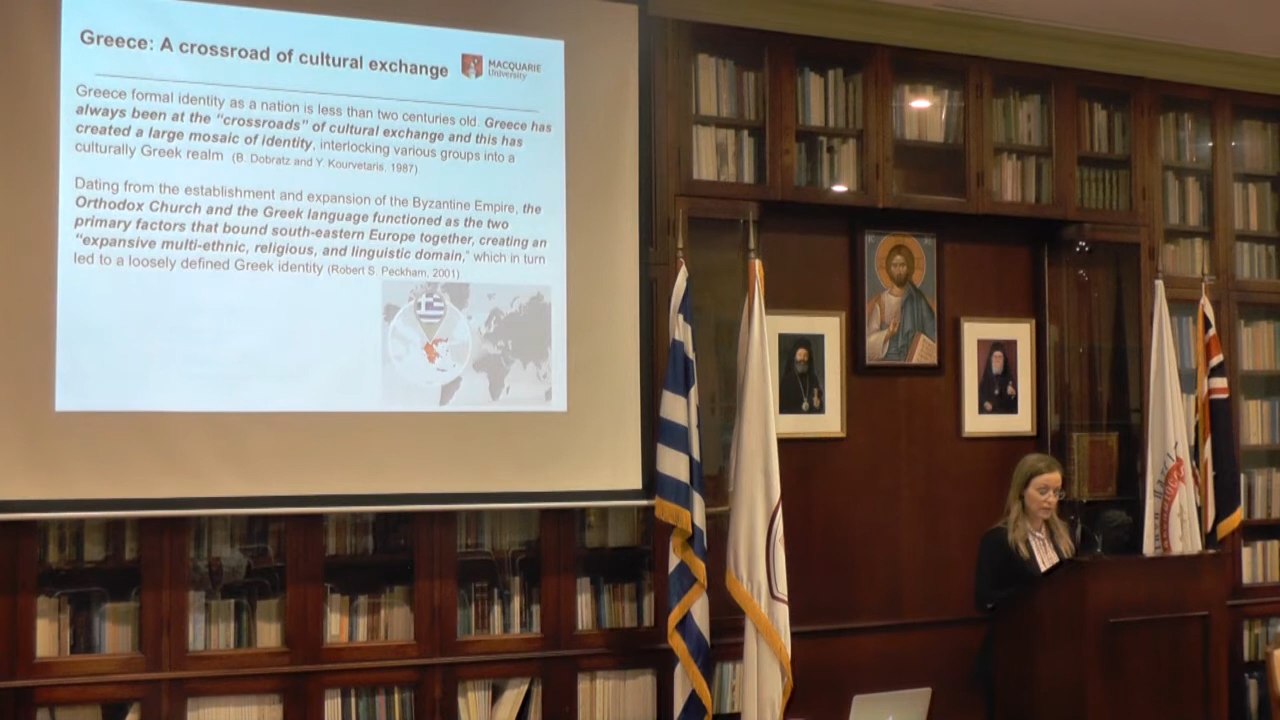 Greece: A crossroad of cultural exchange
MACQUARIE
University
Greece formal identity as a nation is less than two centuries old. Greece has
always been at the “crossroads” of cultural exchange and this has
created a large mosaic of identity, interlocking various groups into a
culturally Greek realm (B. Dobratz and Y Kourvetaris, 1987)
Dating from the establishment and expansion of the Byzantine Empire, the
Orthodox Church and the Greek language functioned as the two
primary factors that bound south-eastern Europe together, creating an
“expansive multi-ethnic, religious, and linguistic domain,” which in turn
led to a loosely defined Greek identity (Robert S. Peckham, 2001)